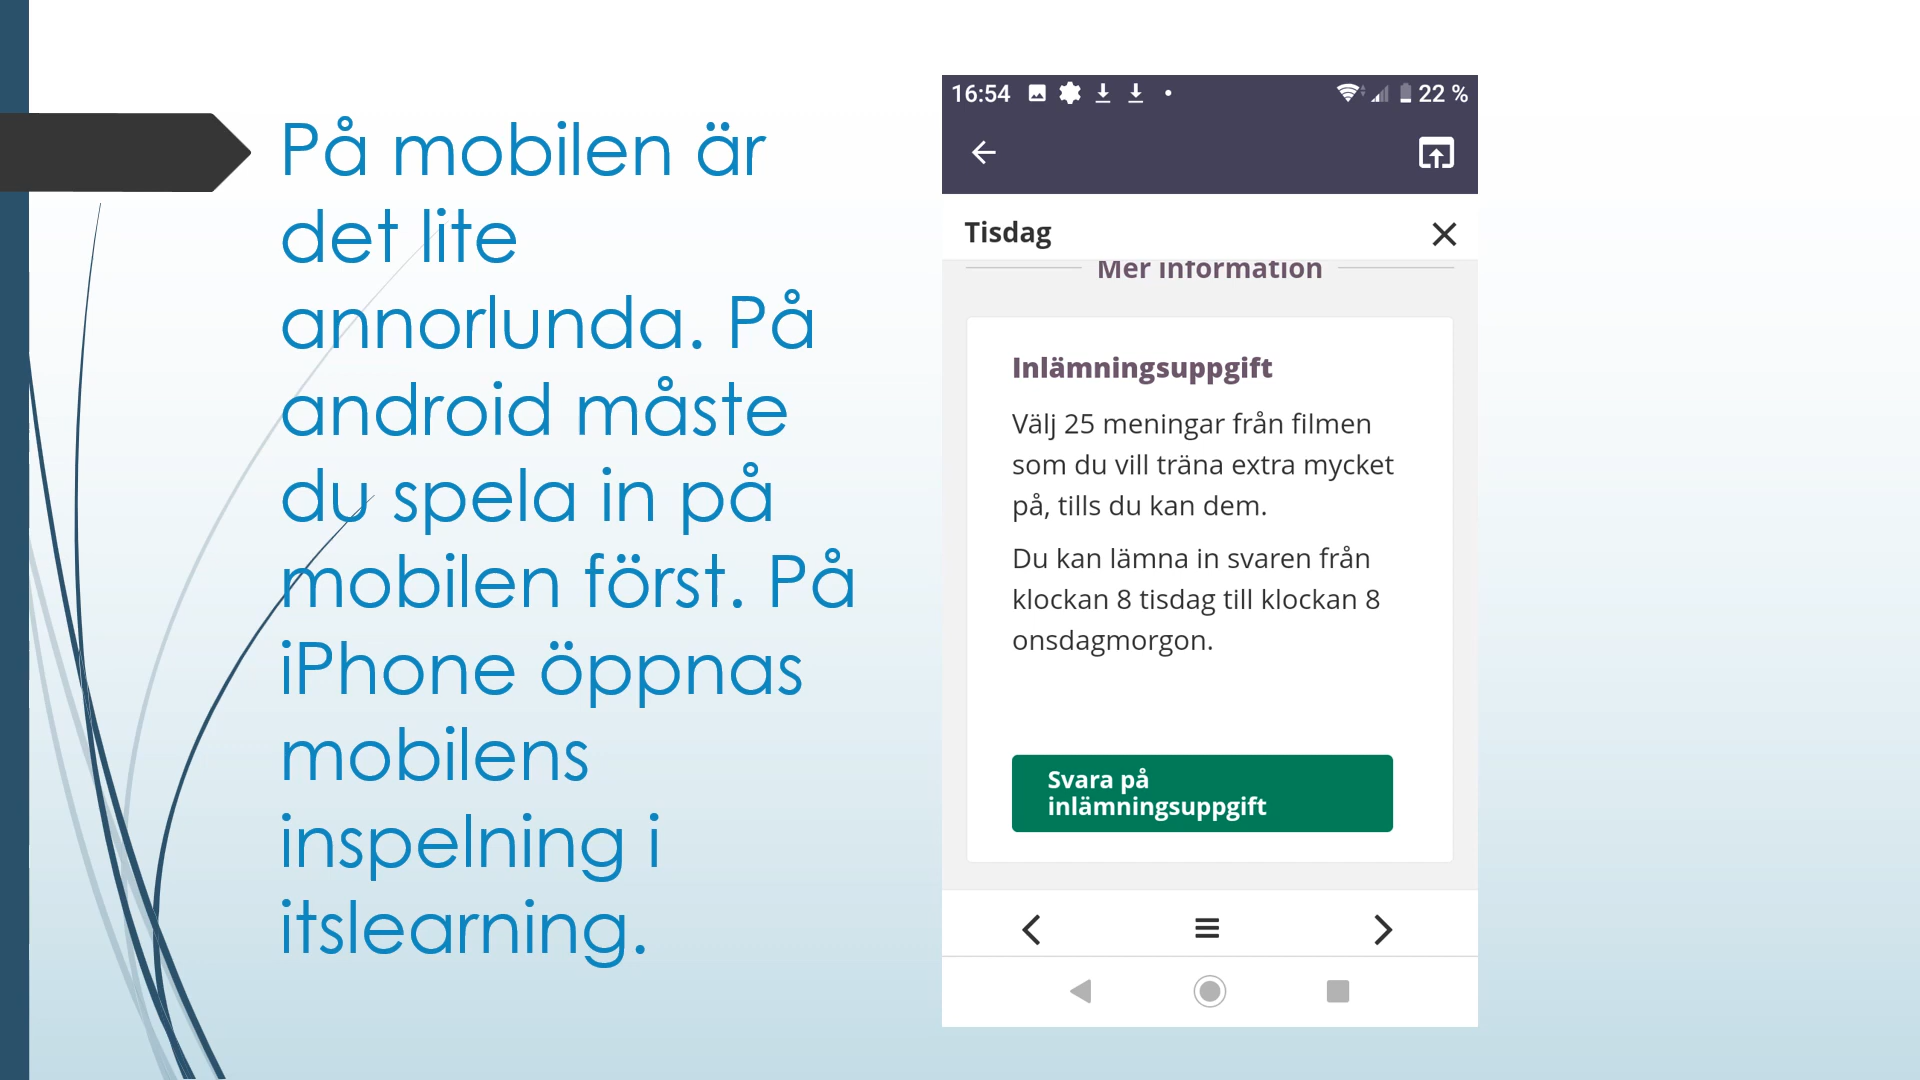 På mobilen är
det lite
annorlunda. På
android måste
du spela in på
mobilen först. På
iPhone öppnas
mobilens
inspelning i
itslearning.
16:54 22 %
Tisdag
Mer information
Inlämningsuppgift
Välj 25 meningar från filmen
som du vill träna extra mycket
på, tills du kan dem.
Du kan lämna in svaren från
klockan 8 tisdag till klockan 8
onsdagmorgon.
Svara på
inlämningsuppgift